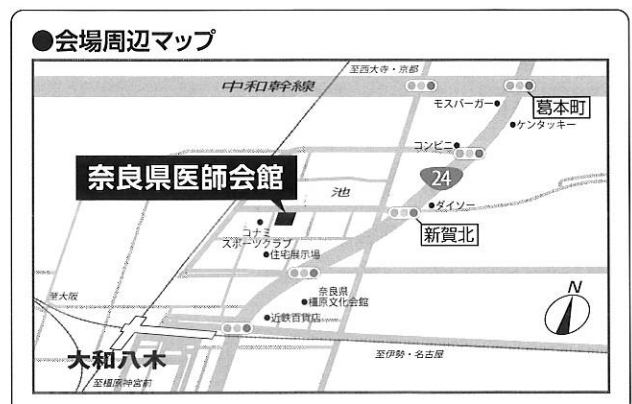 ●会場周辺マップ
至西大寺・京都
中和幹線
モスバーガー
葛本町
ケンタッキー
コンビニ
奈良県医師会館
24
池
ダイソー
新賀北
コナミ
スポーツクラブ
住宅展示場
奈良県
橿原文化会館
至大阪
N
近鉄百貨店
大和八木
至伊勢・名古屋
至橿原神宮前